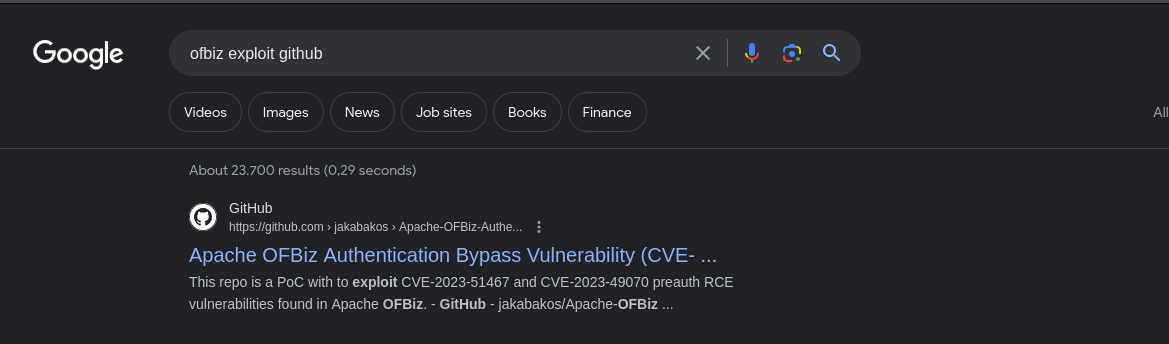 Google
ofbiz exploit github
Videos Images News Job sites Books Finance All
About 23.700 results (0,29 seconds)
GitHub
https://github.com › jakabakos › Apache-OFBiz-Authe...
Apache OFBiz Authentication Bypass Vulnerability (CVE- ...
This repo is a PoC with to exploit CVE-2023-51467 and CVE-2023-49070 preauth RCE
vulnerabilities found in Apache OFBiz. - GitHub - jakabakos/Apache-OFBiz ...